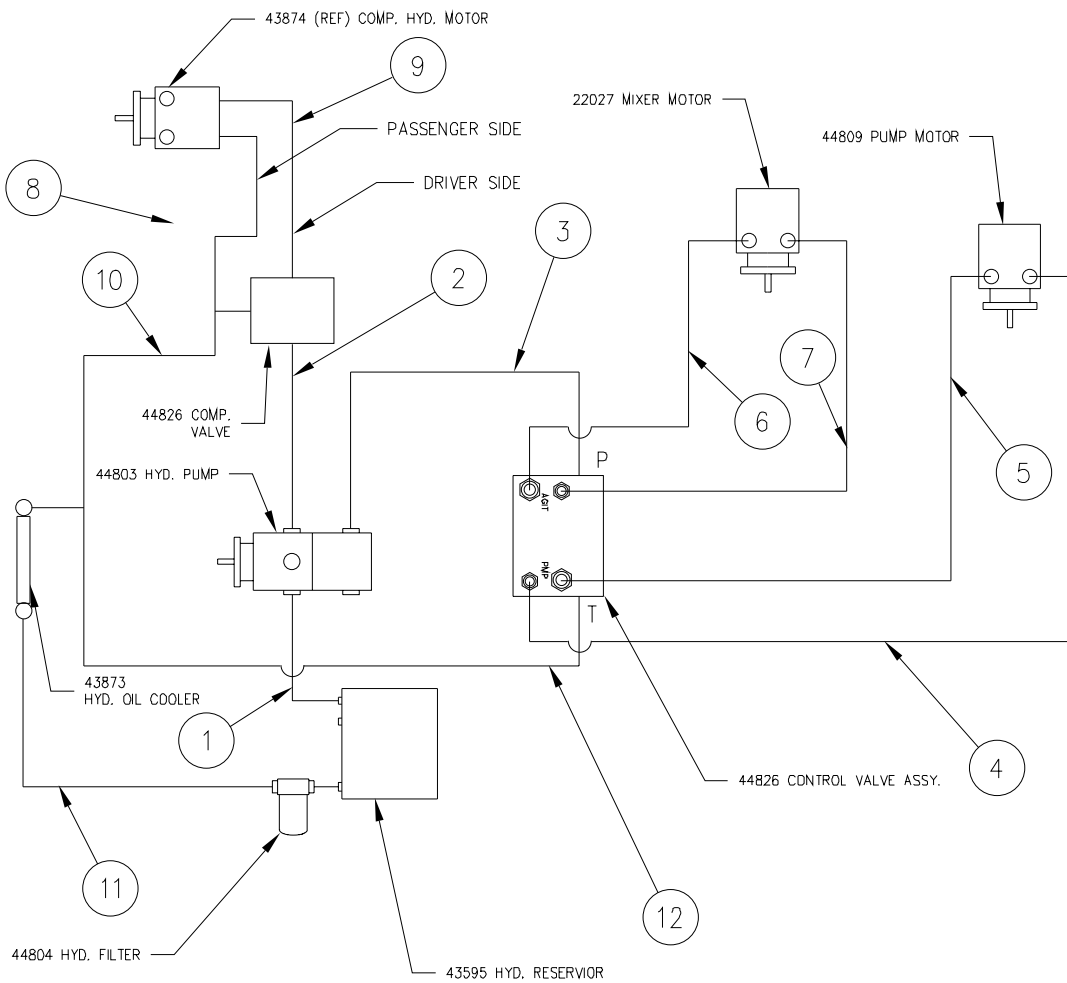 43874 (REF) COMP. HYD. MOTOR
9
22027 MIXER MOTOR
PASSENGER SIDE
44809 PUMP MOTOR
8
DRIVER SIDE
3
10
2
7
44826 COMP.
VALVE
6
P
44803 HYD. PUMP
5
AGIT
PMP
T
43873
HYD. OIL COOLER
1
4
44826 CONTROL VALVE ASSY.
11
12
44804 HYD. FILTER
43595 HYD. RESERVIOR